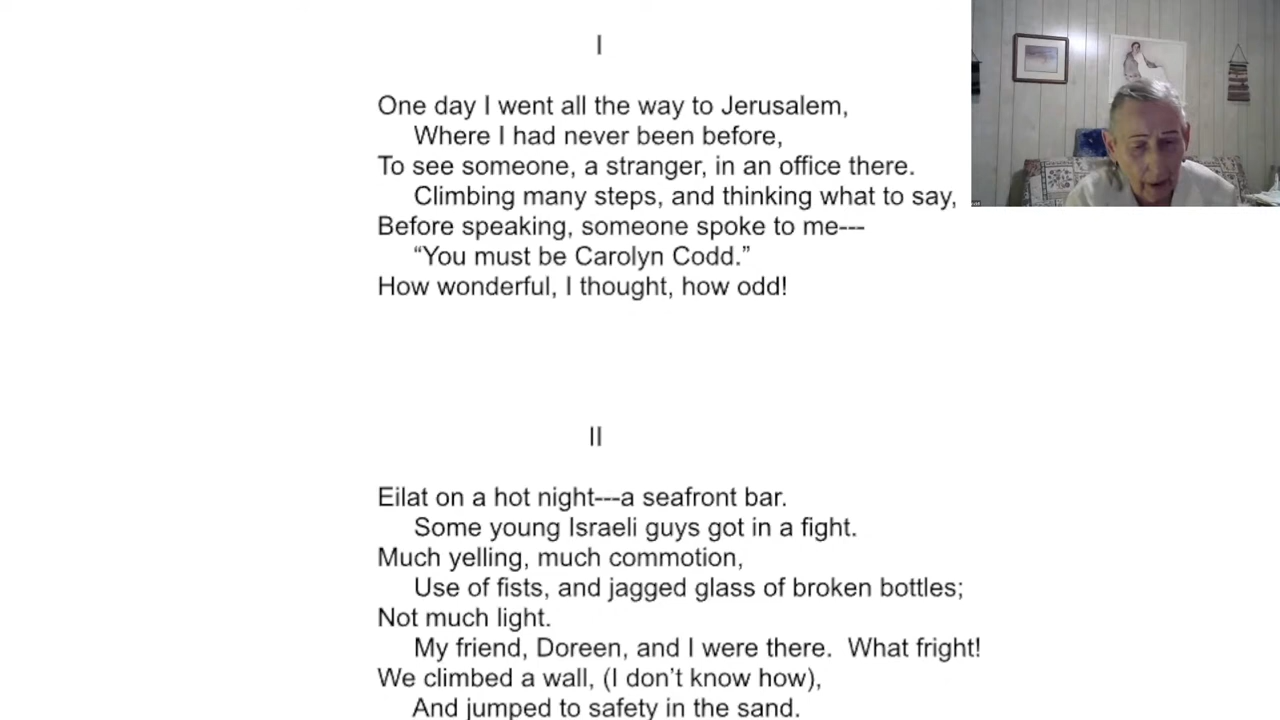 I
One day I went all the way to Jerusalem,
Where I had never been before,
To see someone, a stranger, in an office there.
Climbing many steps, and thinking what to say,
Before speaking, someone spoke to me---
“You must be Carolyn Codd.”
How wonderful, I thought, how odd!
II
Eilat on a hot night---a seafront bar.
Some young Israeli guys got in a fight.
Much yelling, much commotion,
Use of fists, and jagged glass of broken bottles;
Not much light.
My friend, Doreen, and I were there.  What fright!
We climbed a wall, (I don’t know how),
And jumped to safety in the sand.